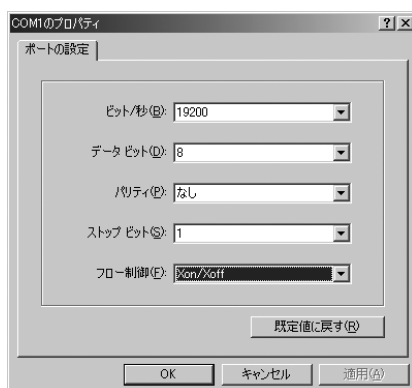 COM1のプロパティ
? ×
ポートの設定
ビット/秒(B): 19200
データ ビット(D): 8
パリティ(P): なし
ストップ ビット(S): 1
フロー制御(F): Xon/Xoff
既定値に戻す(R)
OK キャンセル 適用(A)